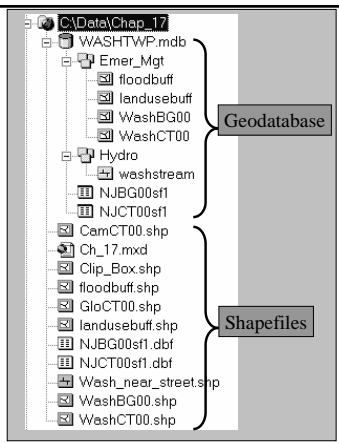 C:\Data\Chap_17
WASHTWP.mdb
Emer_Mgt
floodbuff
landusebuff
WashBG00
WashCT00
Geodatabase
Hydro
washstream
NJBG00sf1
NJCT00sf1
CamCT00.shp
Ch_17.mxd
Clip_Box.shp
floodbuff.shp
GloCT00.shp
landusebuff.shp
Shapefiles
NJBG00sf1.dbf
NJCT00sf1.dbf
Wash_near_street.shp
WashBG00.shp
WashCT00.shp